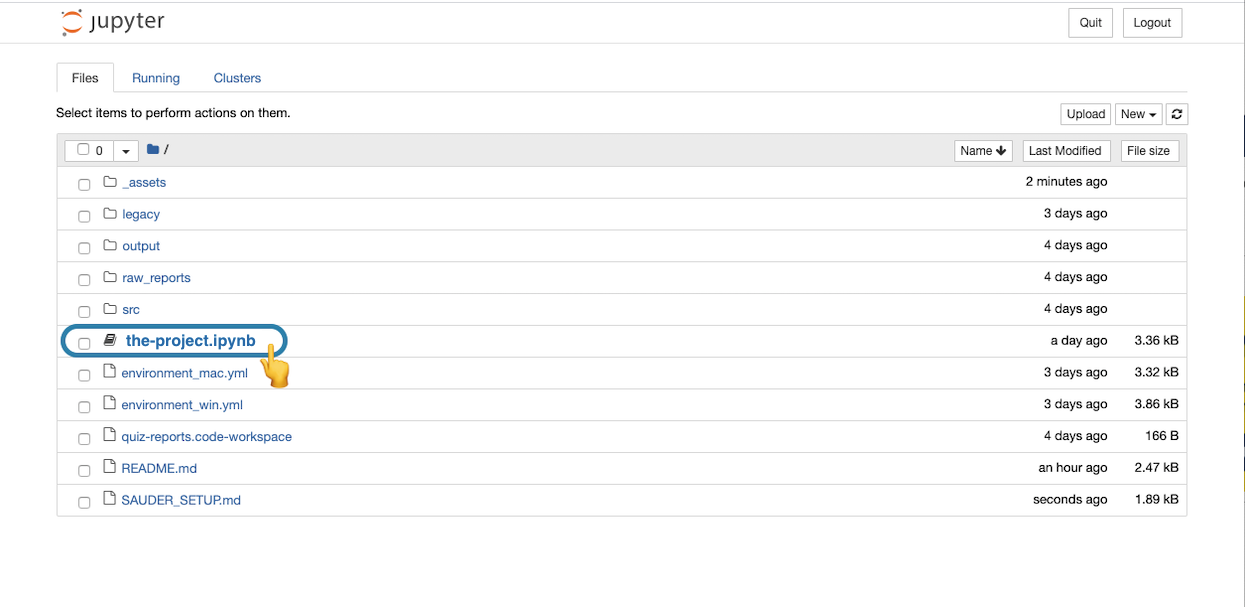 jupyter Quit Logout
Files Running Clusters
Select items to perform actions on them. Upload New
0 / Name Last Modified File size
_assets 2 minutes ago
legacy 3 days ago
output 4 days ago
raw_reports 4 days ago
src 4 days ago
the-project.ipynb a day ago 3.36 kB
environment_mac.yml 3 days ago 3.32 kB
environment_win.yml 3 days ago 3.86 kB
quiz-reports.code-workspace 4 days ago 166 B
README.md an hour ago 2.47 kB
SAUDER_SETUP.md seconds ago 1.89 kB